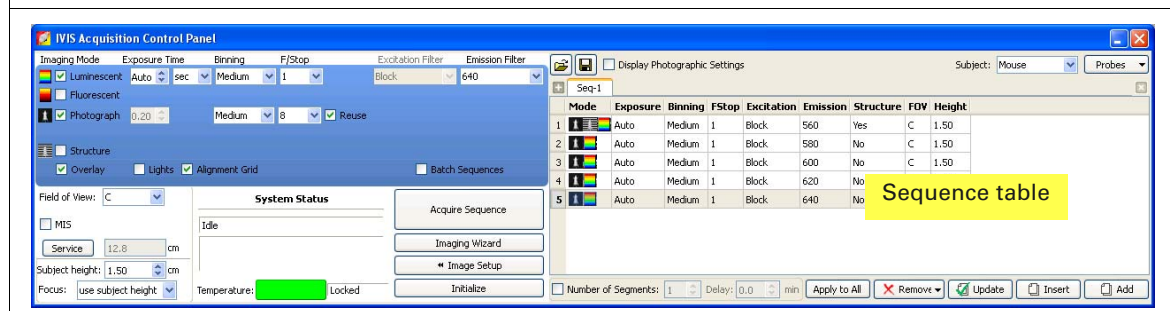 IVIS Acquisition Control Panel
Imaging Mode Exposure Time Binning F/Stop Excitation Filter Emission Filter
Luminescent Auto sec Medium 1 Block 640
Fluorescent
Photograph 0.20 Medium 8 Reuse
Structure
Overlay Lights Alignment Grid Batch Sequences
Field of View: C
MIS
Service 12.8 cm
Subject height: 1.50 cm
Focus: use subject height
System Status
Idle
Temperature: Locked
Acquire Sequence
Imaging Wizard
Image Setup
Initialize
Display Photographic Settings Subject: Mouse Probes
Seq-1
Mode Exposure Binning FStop Excitation Emission Structure FOV Height
1 Auto Medium 1 Block 560 Yes C 1.50
2 Auto Medium 1 Block 580 No C 1.50
3 Auto Medium 1 Block 600 No C 1.50
4 Auto Medium 1 Block 620 No
5 Auto Medium 1 Block 640 No
Sequence table
Number of Segments: 1 Delay: 0.0 min Apply to All Remove Update Insert Add